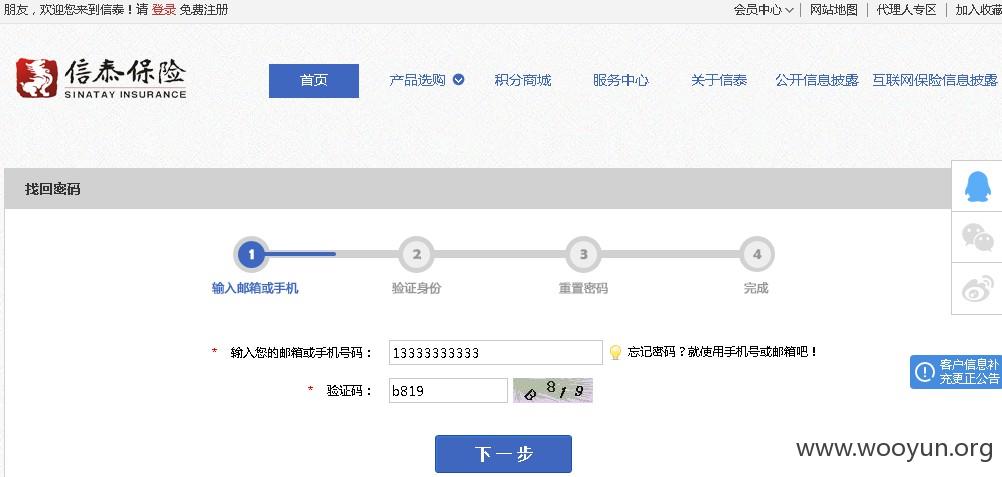 朋友，欢迎您来到信泰！请 登录 免费注册
会员中心 网站地图 代理人专区 加入收藏
信泰保险
SINATAY INSURANCE
首页 产品选购 积分商城 服务中心 关于信泰 公开信息披露 互联网保险信息披露
找回密码
1 2 3 4
输入邮箱或手机 验证身份 重置密码 完成
* 输入您的邮箱或手机号码： 13333333333 忘记密码？就使用手机号或邮箱吧！
* 验证码： b819 B819
下一步
客户信息补
充更正公告
www.wooyun.org